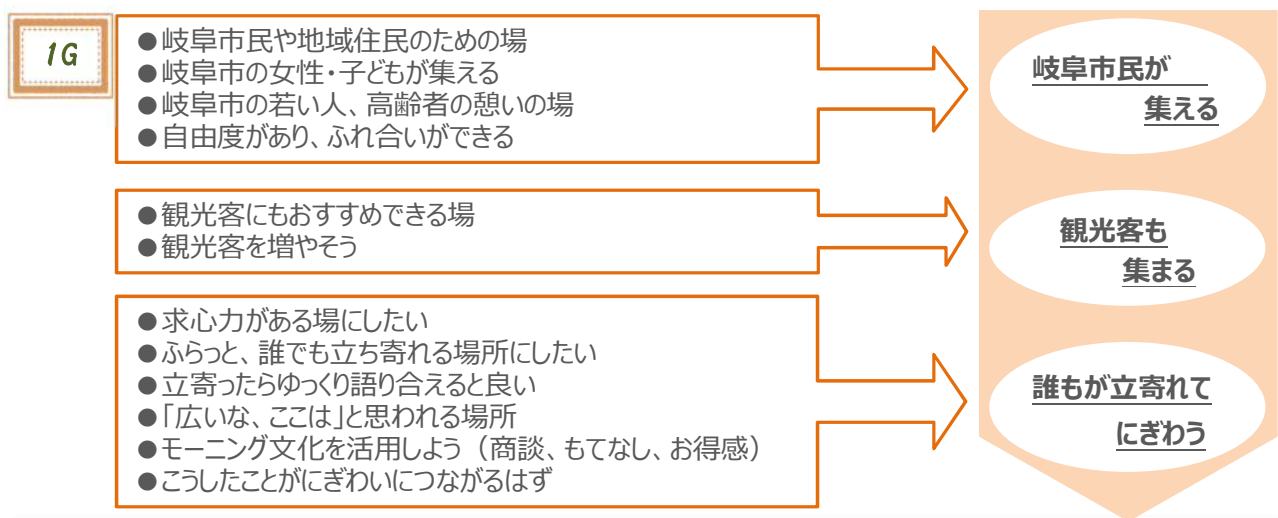 1G
●岐阜市民や地域住民のための場
●岐阜市の女性・子どもが集える
●岐阜市の若い人、高齢者の憩いの場
●自由度があり、ふれ合いができる
岐阜市民が
集える
●観光客にもおすすめできる場
●観光客を増やそう
観光客も
集まる
●求心力がある場にしたい
●ふらっと、誰でも立ち寄れる場所にしたい
●立寄ったらゆっくり語り合えると良い
●「広いな、ここは」と思われる場所
●モーニング文化を活用しよう（商談、もてなし、お得感）
●こうしたことがにぎわいにつながるはず
誰もが立寄れて
にぎわう